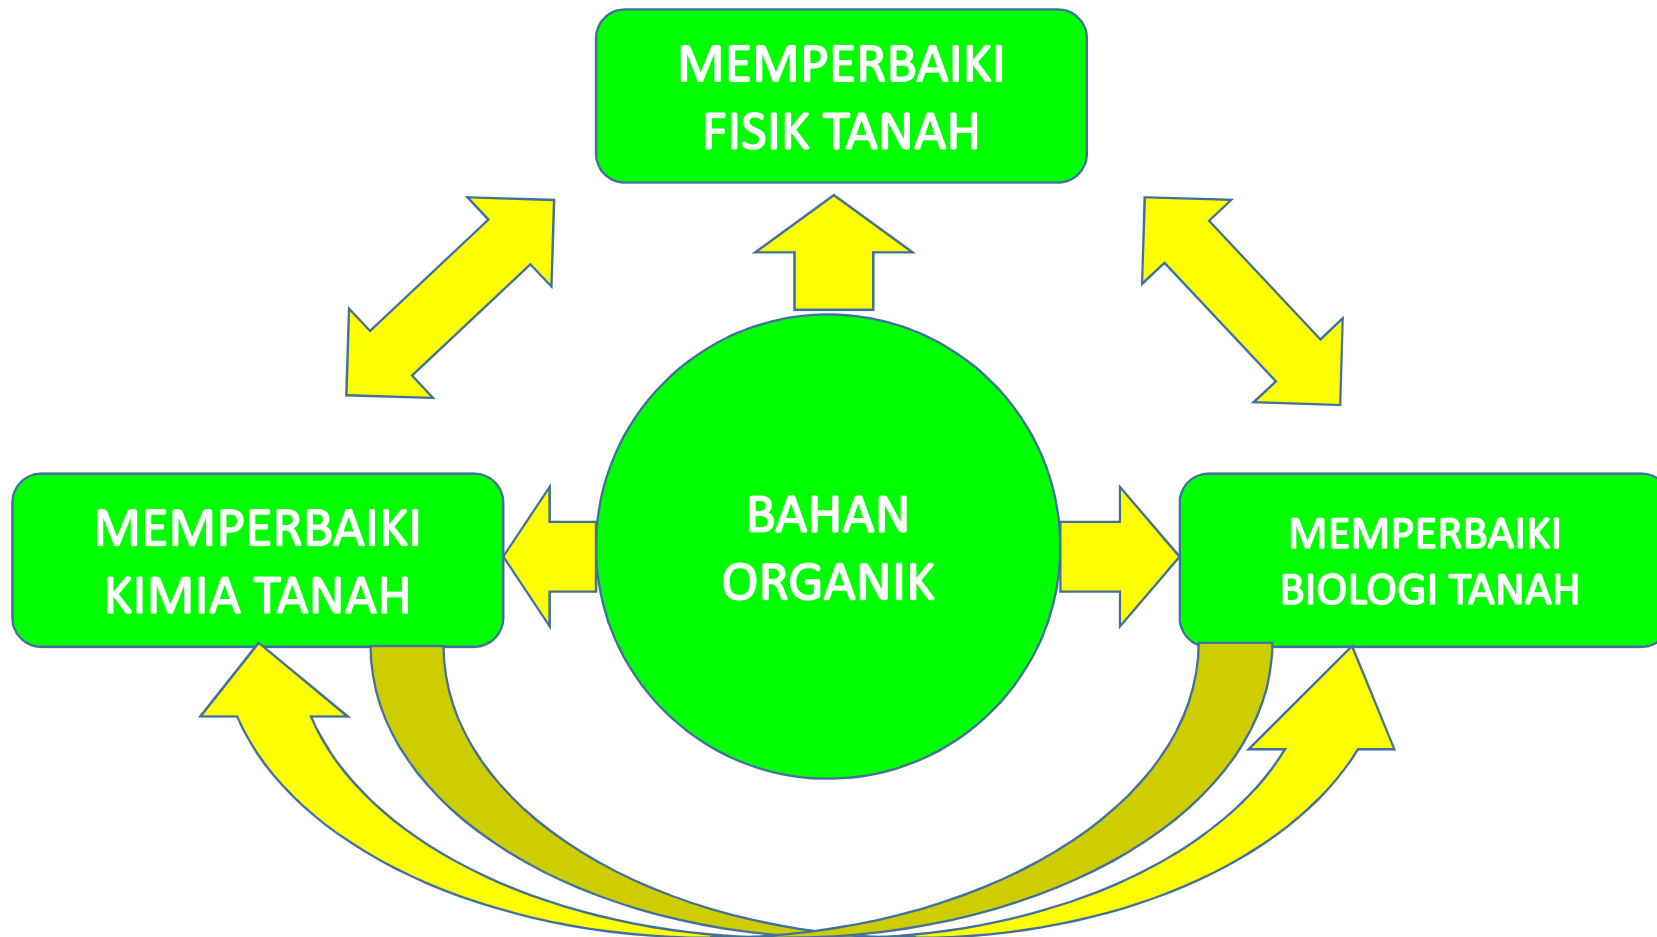 MEMPERBAIKI
FISIK TANAH
MEMPERBAIKI
KIMIA TANAH
BAHAN
ORGANIK
MEMPERBAIKI
BIOLOGI TANAH